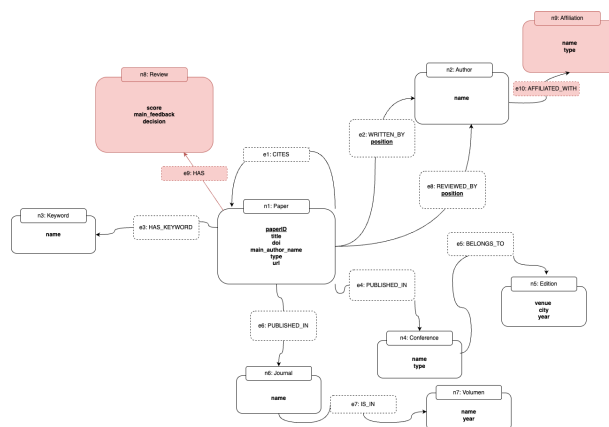 n9: Affiliation
name
type
n8: Review
score
main_feedback
decision
n2: Author
name
e10: AFFILIATED_WITH
e2: WRITTEN_BY
position
e1: CITES
e9: HAS
e8: REVIEWED_BY
position
n1: Paper
paperID
title
doi
main_author_name
type
url
n3: Keyword
name
e3: HAS_KEYWORD
e5: BELONGS_TO
n5: Edition
venue
city
year
e4: PUBLISHED_IN
e6: PUBLISHED_IN
n4: Conference
name
type
n6: Journal
name
e7: IS_IN
n7: Volumen
name
year